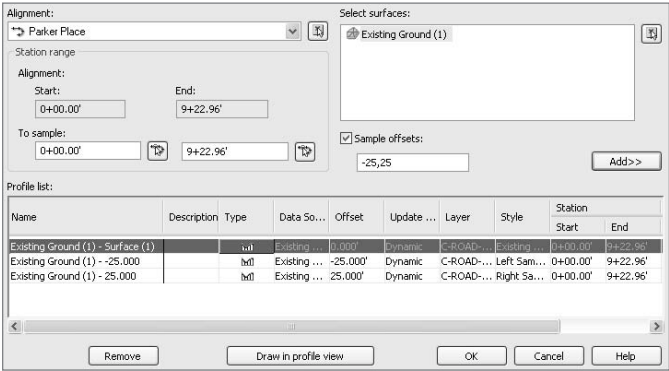 Alignment:
Parker Place
Station range
Alignment:
Start: End:
0+00.00' 9+22.96'
To sample:
0+00.00' 9+22.96'
Select surfaces:
Existing Ground (1)
Sample offsets:
-25,25
Add>>
Profile list:
Name Description Type Data So... Offset Update ... Layer Style Station
Start End
Existing Ground (1) - Surface (1) Existing ... 0.000' Dynamic C-ROAD-... Existing ... 0+00.00' 9+22.96'
Existing Ground (1) - -25.000 Existing ... -25.000' Dynamic C-ROAD-... Left Sam... 0+00.00' 9+22.96'
Existing Ground (1) - 25.000 Existing ... 25.000' Dynamic C-ROAD-... Right Sa... 0+00.00' 9+22.96'
Remove Draw in profile view OK Cancel Help